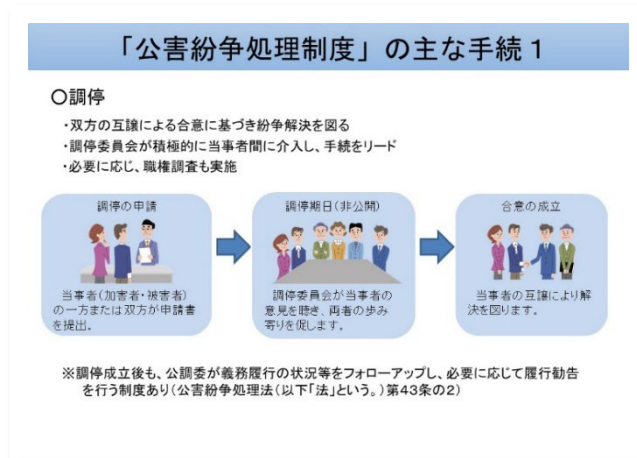 「公害紛争処理制度」の主な手続1
○調停
・双方の互譲による合意に基づき紛争解決を図る
・調停委員会が積極的に当事者間に介入し、手続をリード
・必要に応じ、職権調査も実施
調停の申請
当事者(加害者・被害者)
の一方または双方が申請書
を提出。
調停期日(非公開)
調停委員会が当事者の
意見を聴き、両者の歩み
寄りを促します。
合意の成立
当事者の互譲により解
決を図ります。
※調停成立後も、公調委が義務履行の状況等をフォローアップし、必要に応じて履行勧告
を行う制度あり(公害紛争処理法(以下「法」という。)第43条の2)